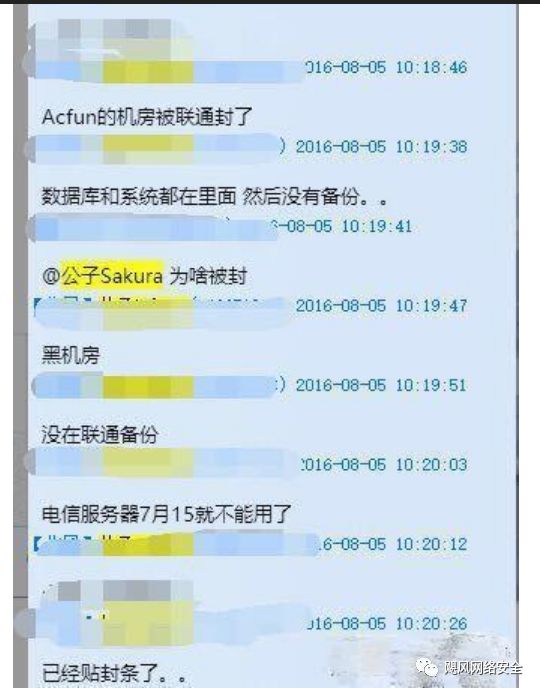 016-08-05 10:18:46
Acfun的机房被联通封了
) 2016-08-05 10:19:38
数据库和系统都在里面 然后没有备份。。
6-08-05 10:19:41
@公子Sakura 为啥被封
2016-08-05 10:19:47
黑机房
) 2016-08-05 10:19:51
没在联通备份
2016-08-05 10:20:03
电信服务器7月15就不能用了
6-08-05 10:20:12
016-08-05 10:20:26
已经贴封条了。。
飓风网络安全